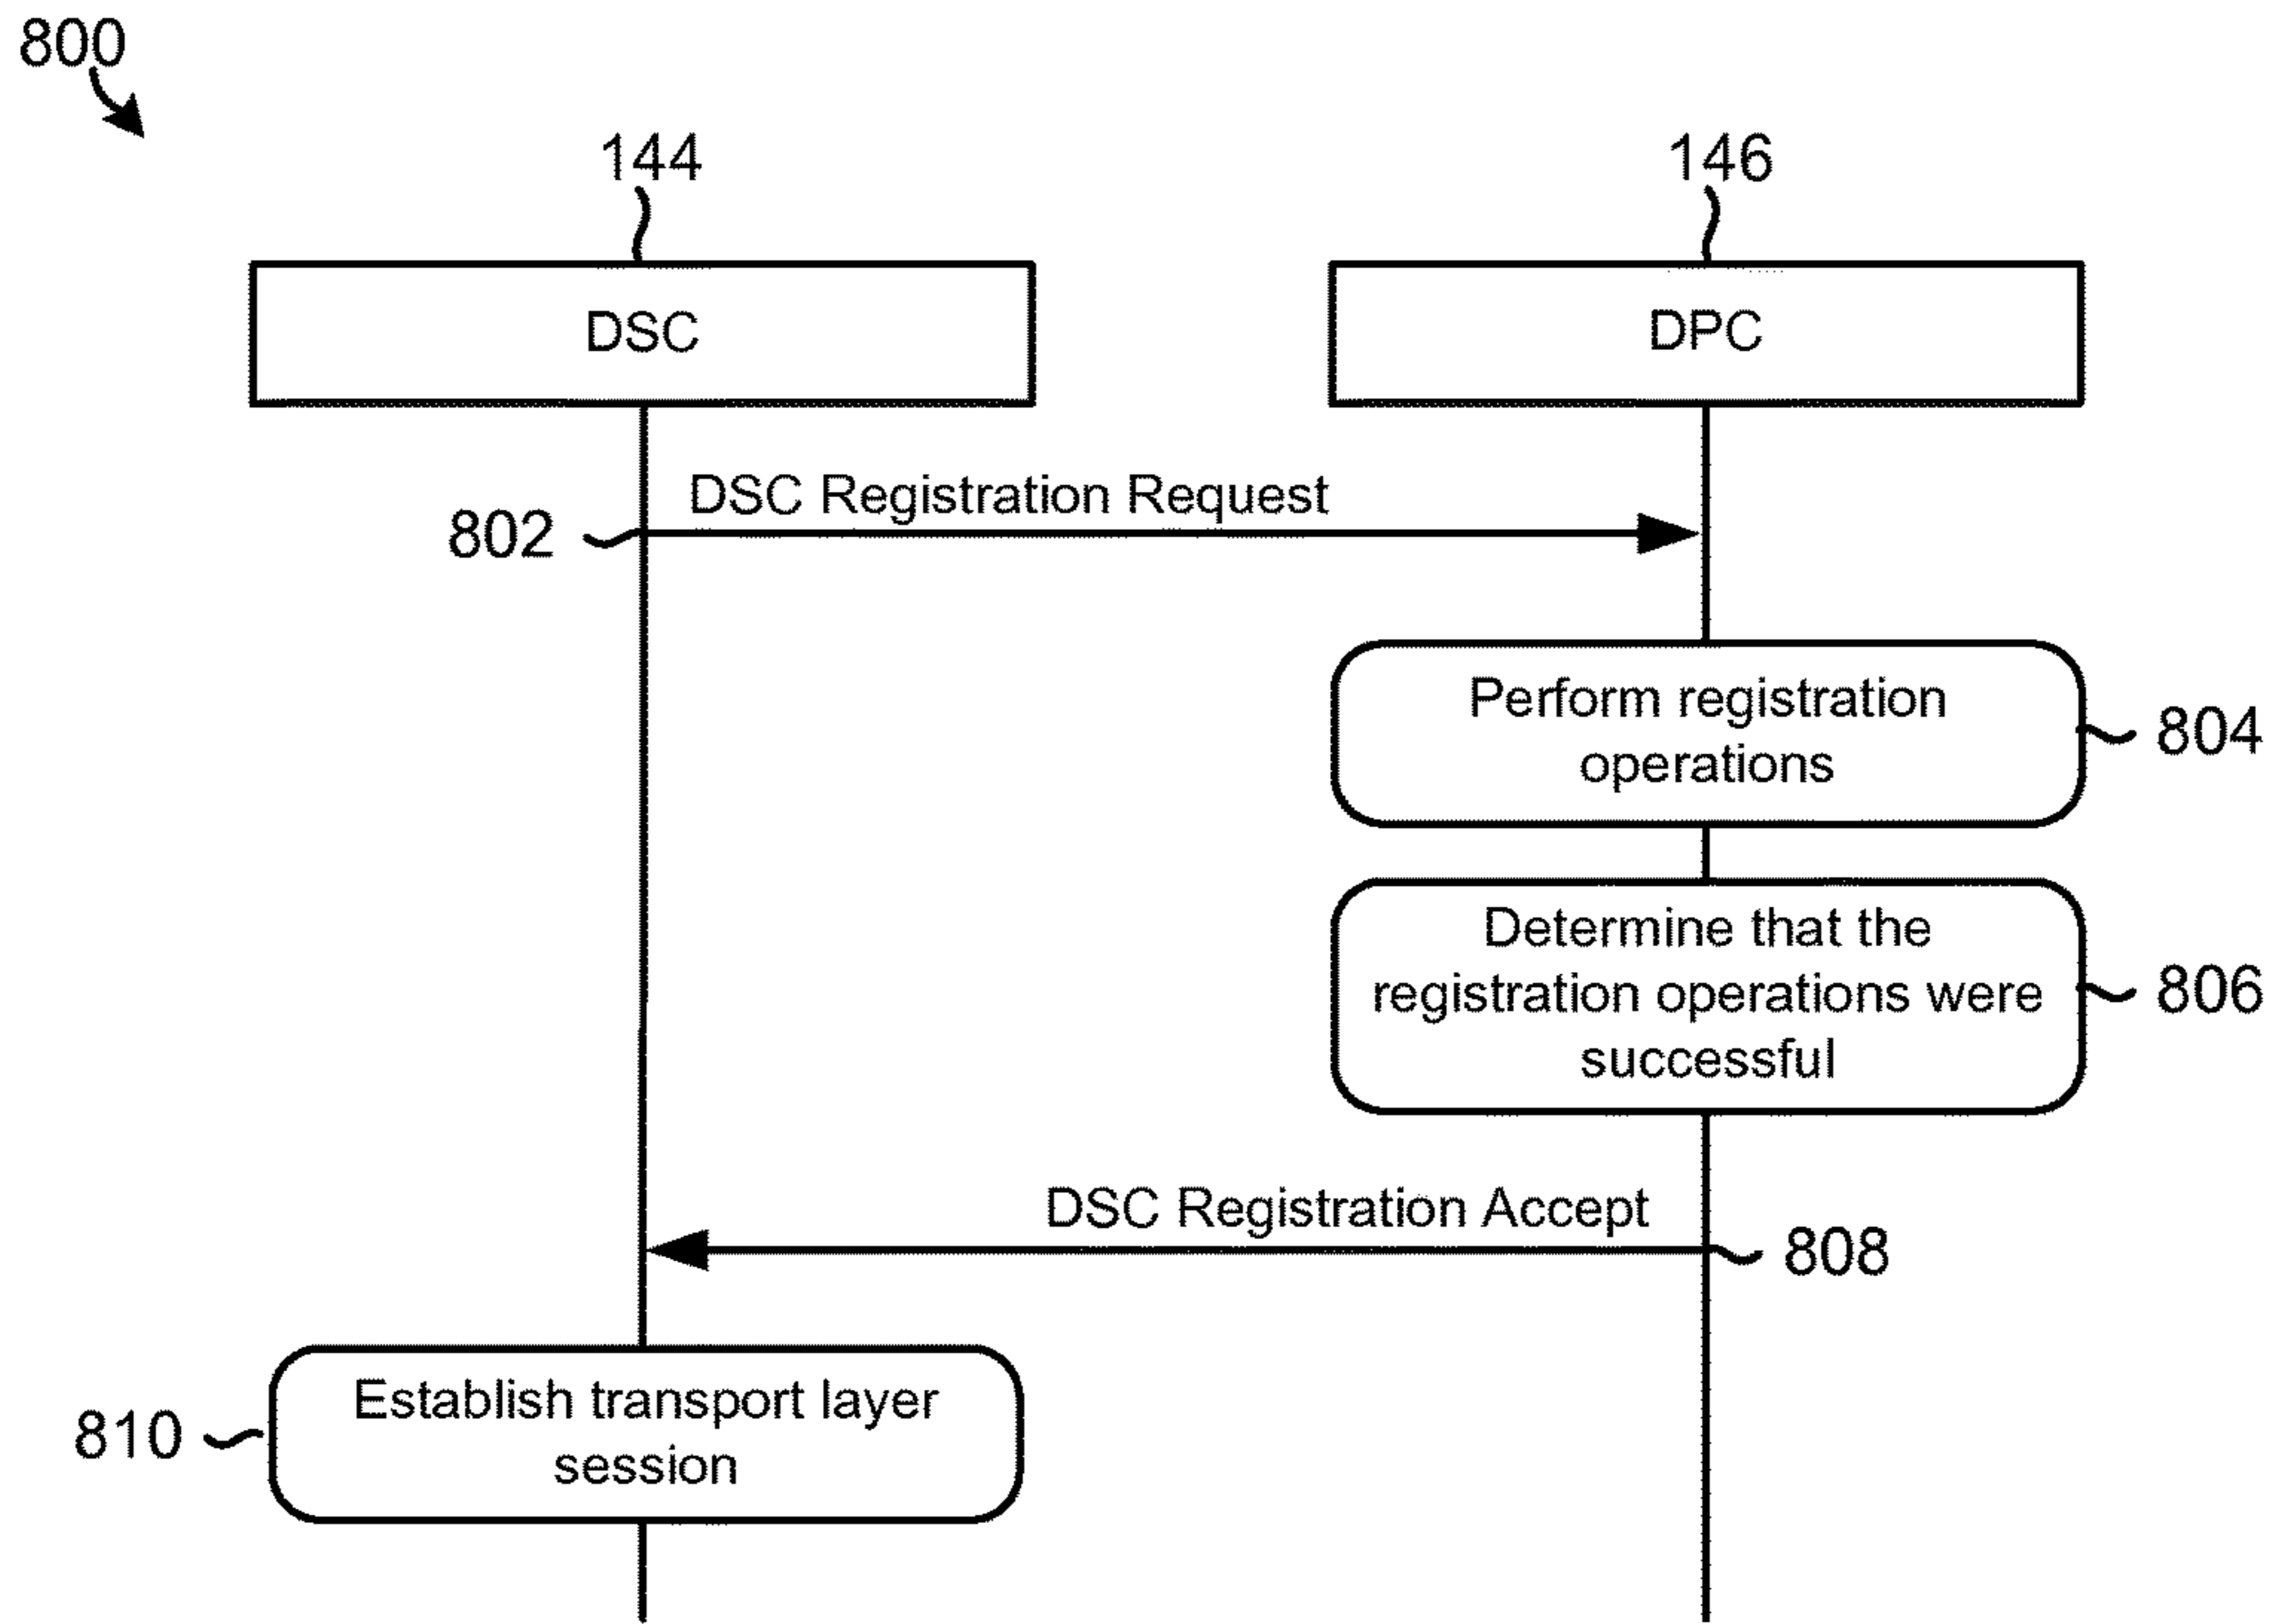 800
144
146
DSC
DPC
DSC Registration Request
802
Perform registration
operations
804
Determine that the
registration operations were
successful
806
DSC Registration Accept
808
Establish transport layer
session
810